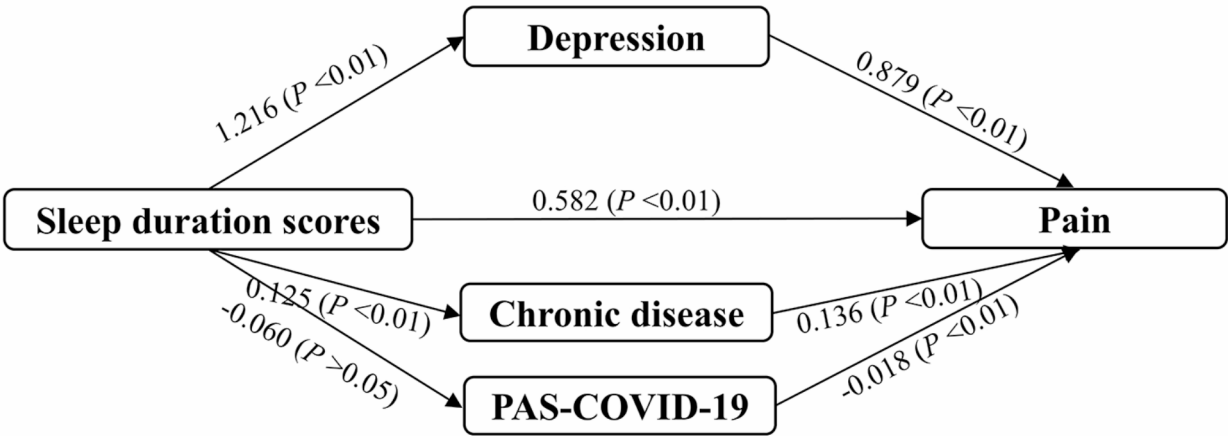 Depression
1.216 (P <0.01)
0.879 (P <0.01)
Sleep duration scores
0.582 (P <0.01)
Pain
0.125 (P <0.01)
Chronic disease
0.136 (P <0.01)
-0.060 (P >0.05)
PAS-COVID-19
-0.018 (P <0.01)